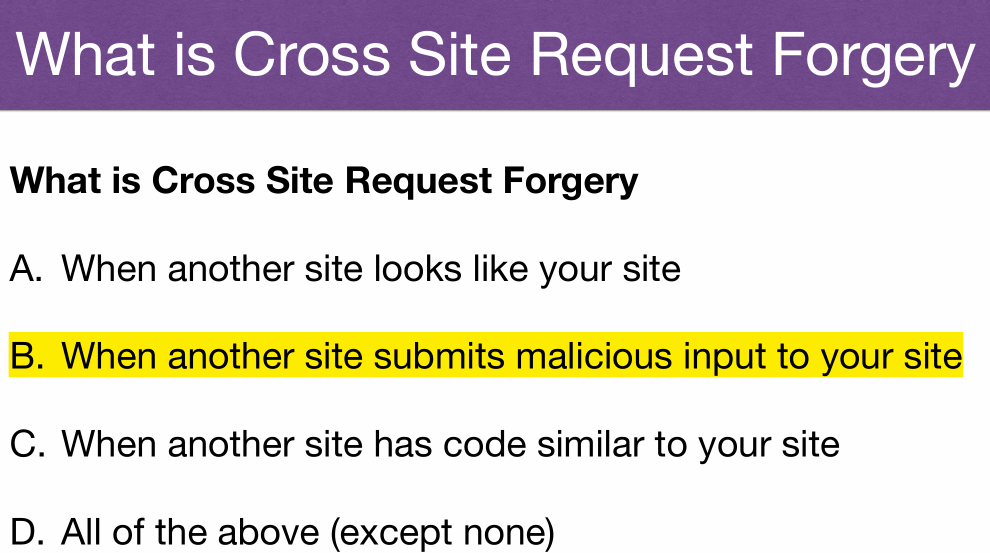 What is Cross Site Request Forgery
What is Cross Site Request Forgery
A. When another site looks like your site
B. When another site submits malicious input to your site
C. When another site has code similar to your site
D. All of the above (except none)